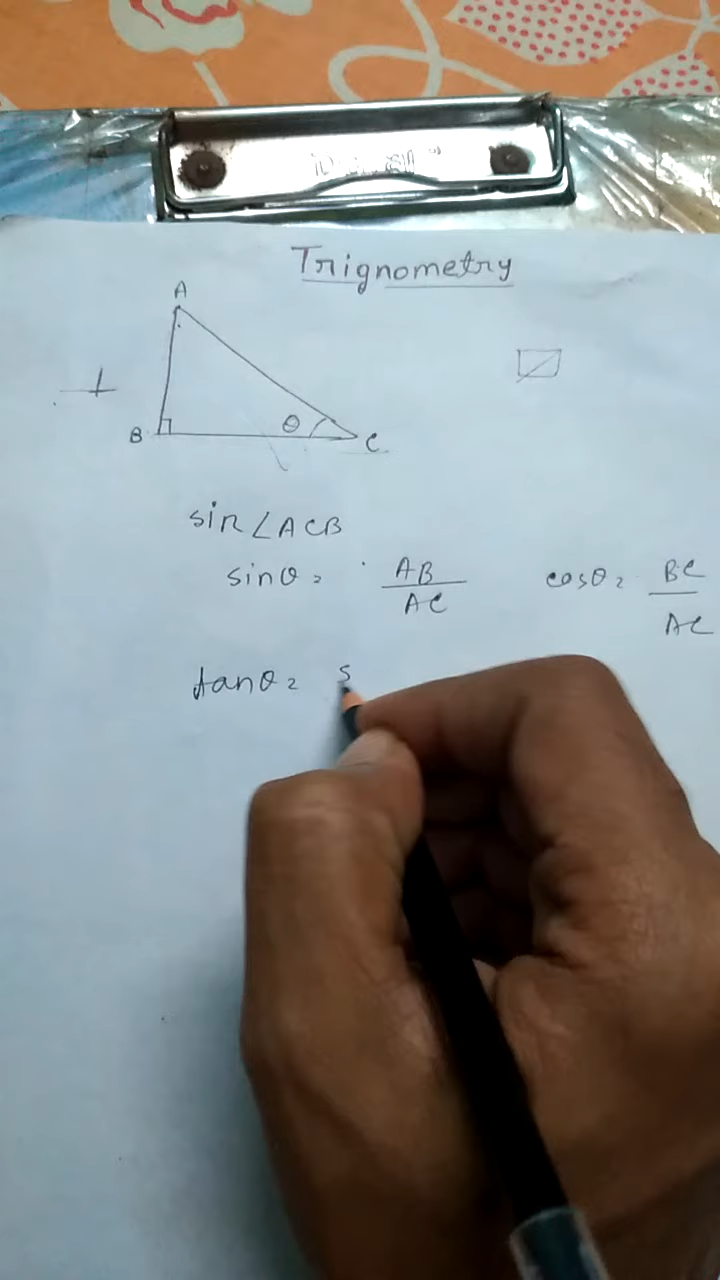 Trignometry
A
⊥
B
θ
C
sin∠ACB
sinθ = AB/AC cosθ = BC/AC
tanθ = s